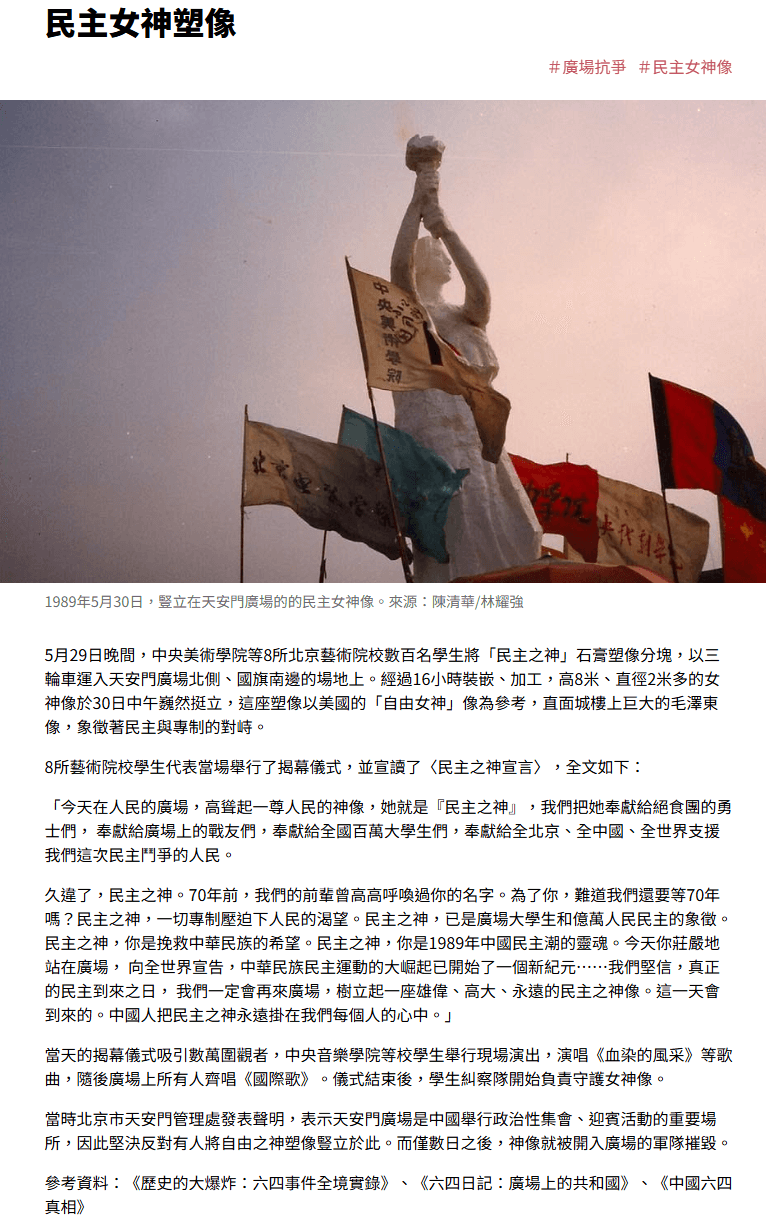 民主女神塑像
＃廣場抗爭 ＃民主女神像
中央美術學院
北京電影學院
1989年5月30日，豎立在天安門廣場的的民主女神像。來源：陳清華/林耀強
5月29日晚間，中央美術學院等8所北京藝術院校數百名學生將「民主之神」石膏塑像分塊，以三
輪車運入天安門廣場北側、國旗南邊的場地上。經過16小時裝嵌、加工，高8米、直徑2米多的女
神像於30日中午巍然挺立，這座塑像以美國的「自由女神」像為參考，直面城樓上巨大的毛澤東
像，象徵著民主與專制的對峙。
8所藝術院校學生代表當場舉行了揭幕儀式，並宣讀了〈民主之神宣言〉，全文如下：
「今天在人民的廣場，高聳起一尊人民的神像，她就是『民主之神』，我們把她奉獻給絕食團的勇
士們， 奉獻給廣場上的戰友們，奉獻給全國百萬大學生們，奉獻給全北京、全中國、全世界支援
我們這次民主鬥爭的人民。
久違了，民主之神。70年前，我們的前輩曾高高呼喚過你的名字。為了你，難道我們還要等70年
嗎？民主之神，一切專制壓迫下人民的渴望。民主之神，已是廣場大學生和億萬人民民主的象徵。
民主之神，你是挽救中華民族的希望。民主之神，你是1989年中國民主潮的靈魂。今天你莊嚴地
站在廣場， 向全世界宣告，中華民族民主運動的大崛起已開始了一個新紀元⋯⋯我們堅信，真正
的民主到來之日， 我們一定會再來廣場，樹立起一座雄偉、高大、永遠的民主之神像。這一天會
到來的。中國人把民主之神永遠掛在我們每個人的心中。」
當天的揭幕儀式吸引數萬圍觀者，中央音樂學院等校學生舉行現場演出，演唱《血染的風采》等歌
曲，隨後廣場上所有人齊唱《國際歌》。儀式結束後，學生糾察隊開始負責守護女神像。
當時北京市天安門管理處發表聲明，表示天安門廣場是中國舉行政治性集會、迎賓活動的重要場
所，因此堅決反對有人將自由之神塑像豎立於此。而僅數日之後，神像就被開入廣場的軍隊摧毀。
參考資料：《歷史的大爆炸：六四事件全境實錄》、《六四日記：廣場上的共和國》、《中國六四
真相》